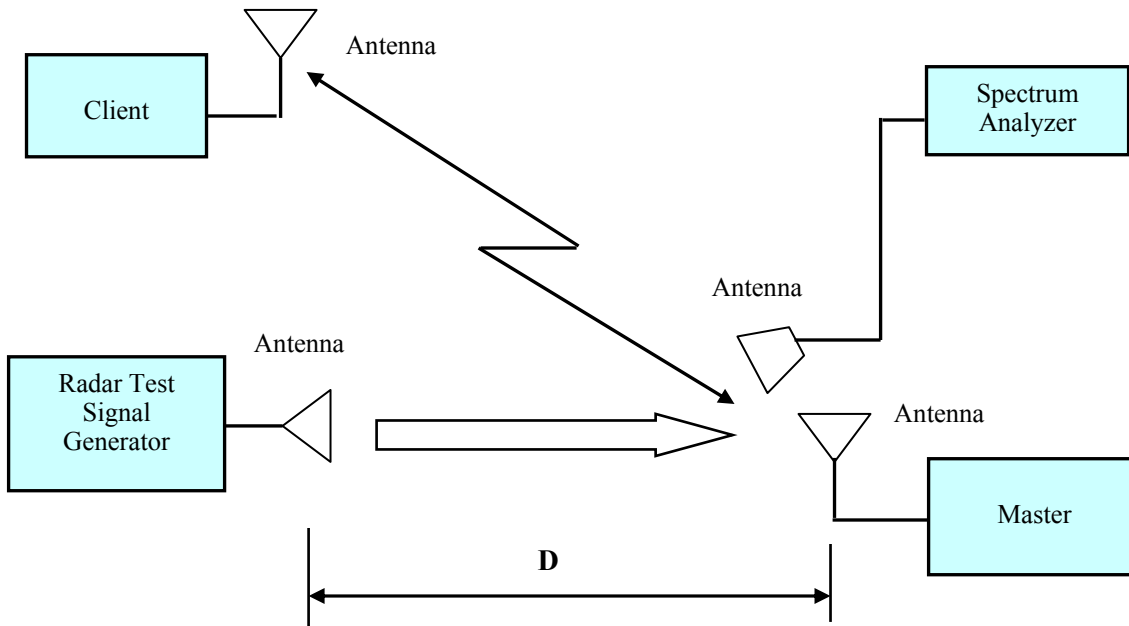 Antenna
Client
Spectrum
Analyzer
Antenna
Antenna
Radar Test
Signal
Generator
Antenna
Master
D